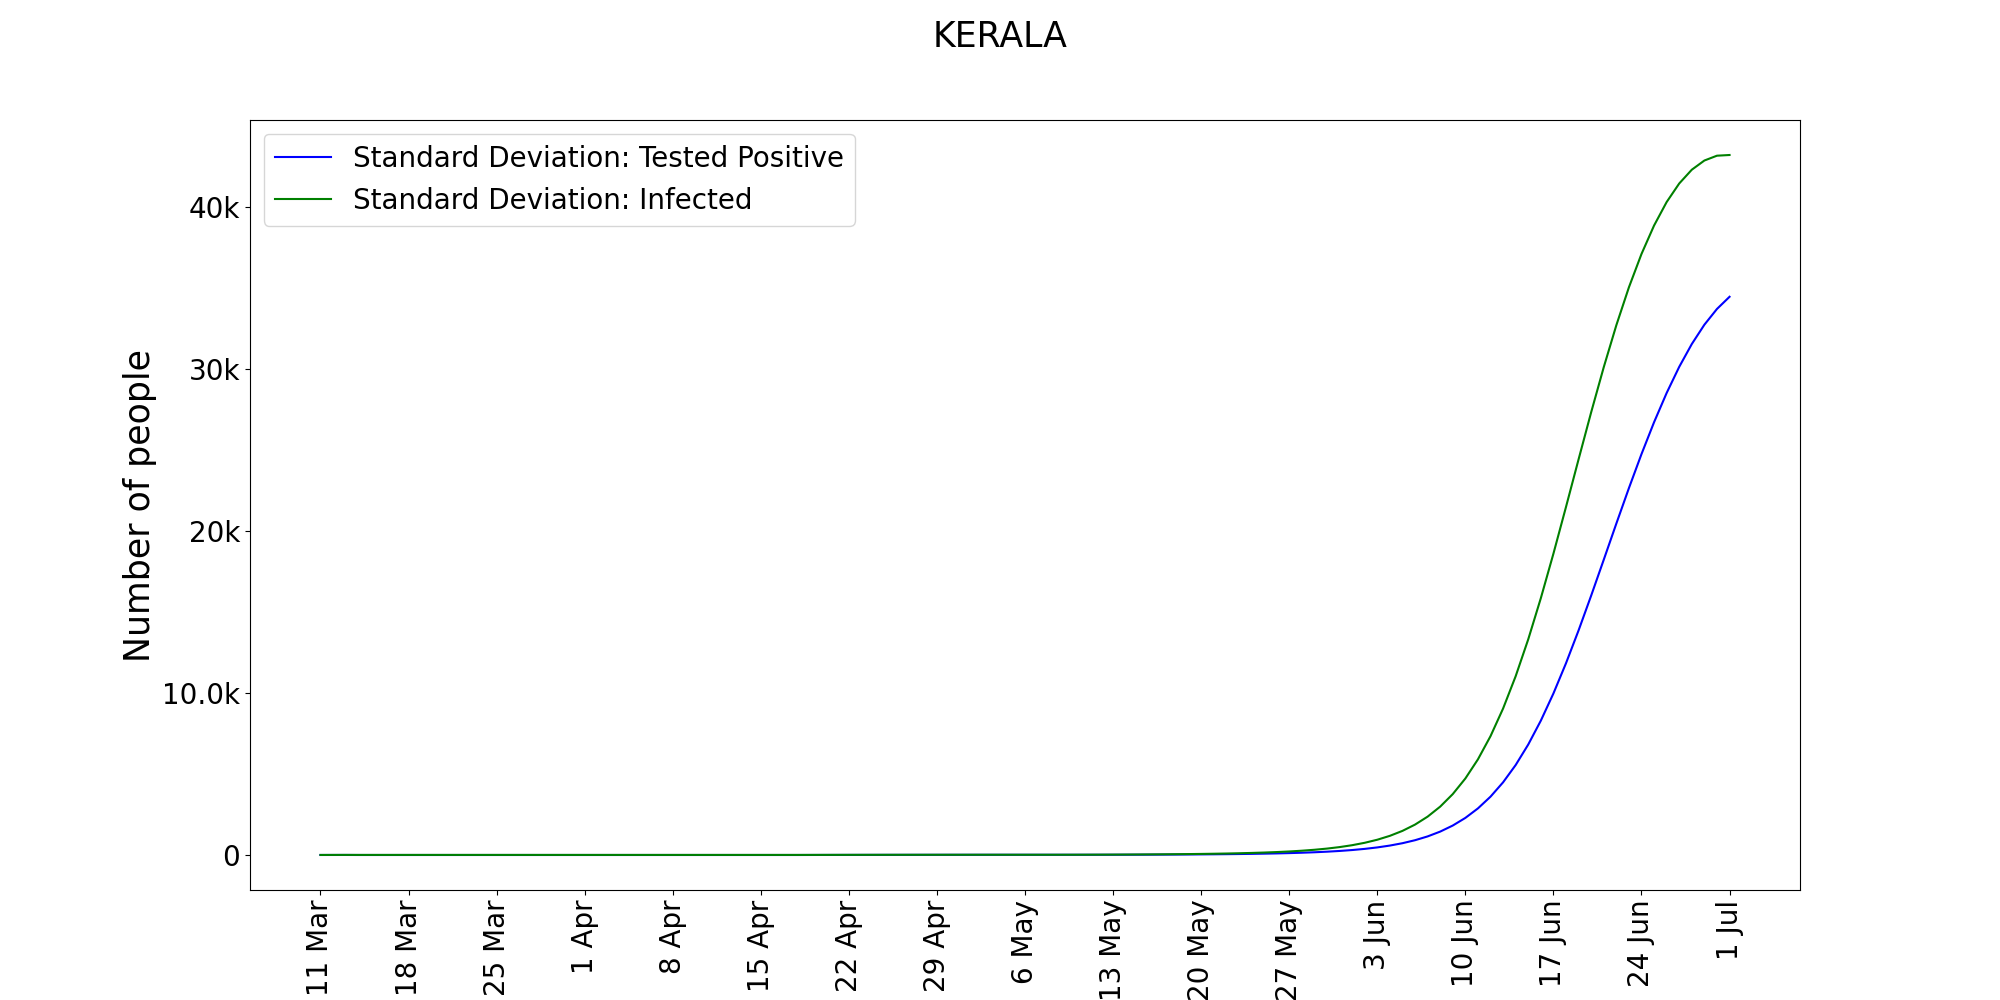 KERALA
Standard Deviation: Tested Positive
Standard Deviation: Infected
Number of people
40k
30k
20k
10.0k
0
11 Mar
18 Mar
25 Mar
1 Apr
8 Apr
15 Apr
22 Apr
29 Apr
6 May
13 May
20 May
27 May
3 Jun
10 Jun
17 Jun
24 Jun
1 Jul